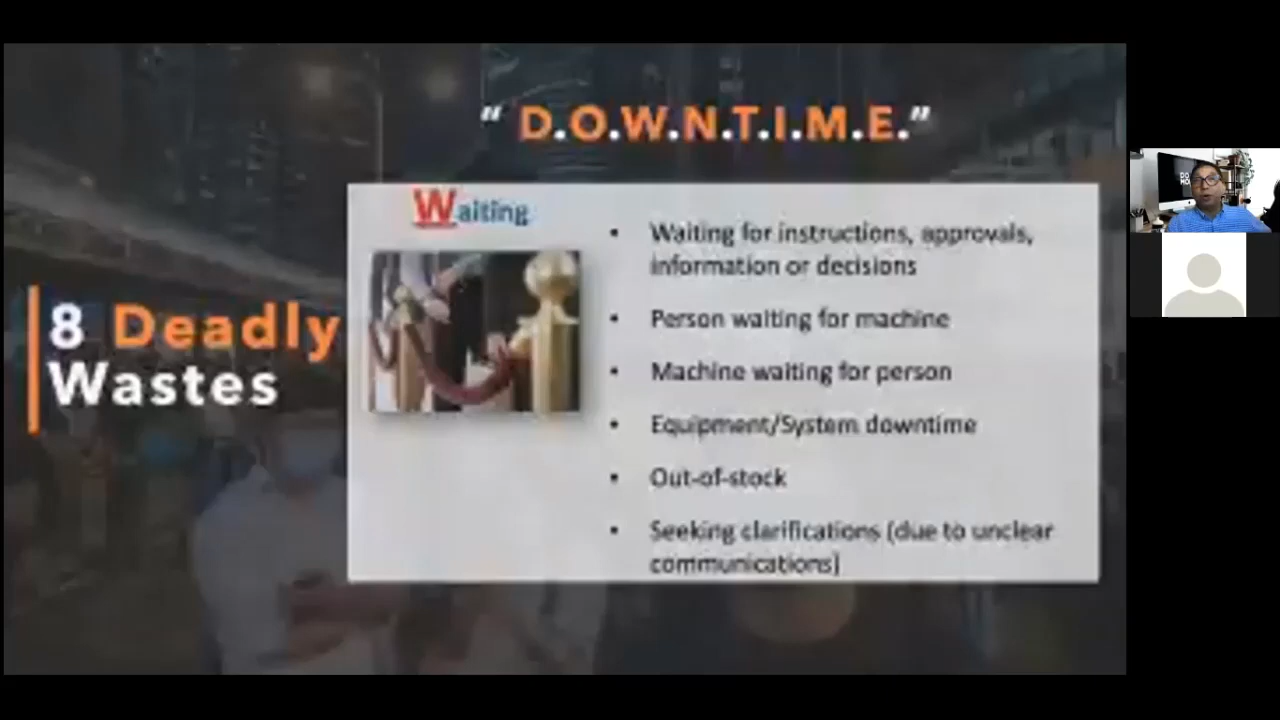 “ D.O.W.N.T.I.M.E.”
8 Deadly
Wastes
Waiting
• Waiting for instructions, approvals,
information or decisions
• Person waiting for machine
• Machine waiting for person
• Equipment/System downtime
• Out-of-stock
• Seeking clarifications (due to unclear
communications)